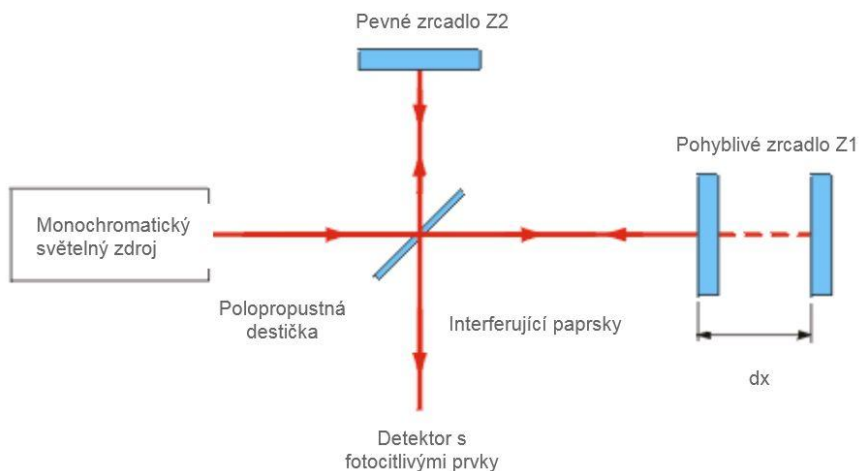 Pevné zrcadlo Z2
Pohyblivé zrcadlo Z1
Monochromatický
světelný zdroj
Polopropustná
destička
Interferující paprsky
dx
Detektor s
fotocitlivými prvky